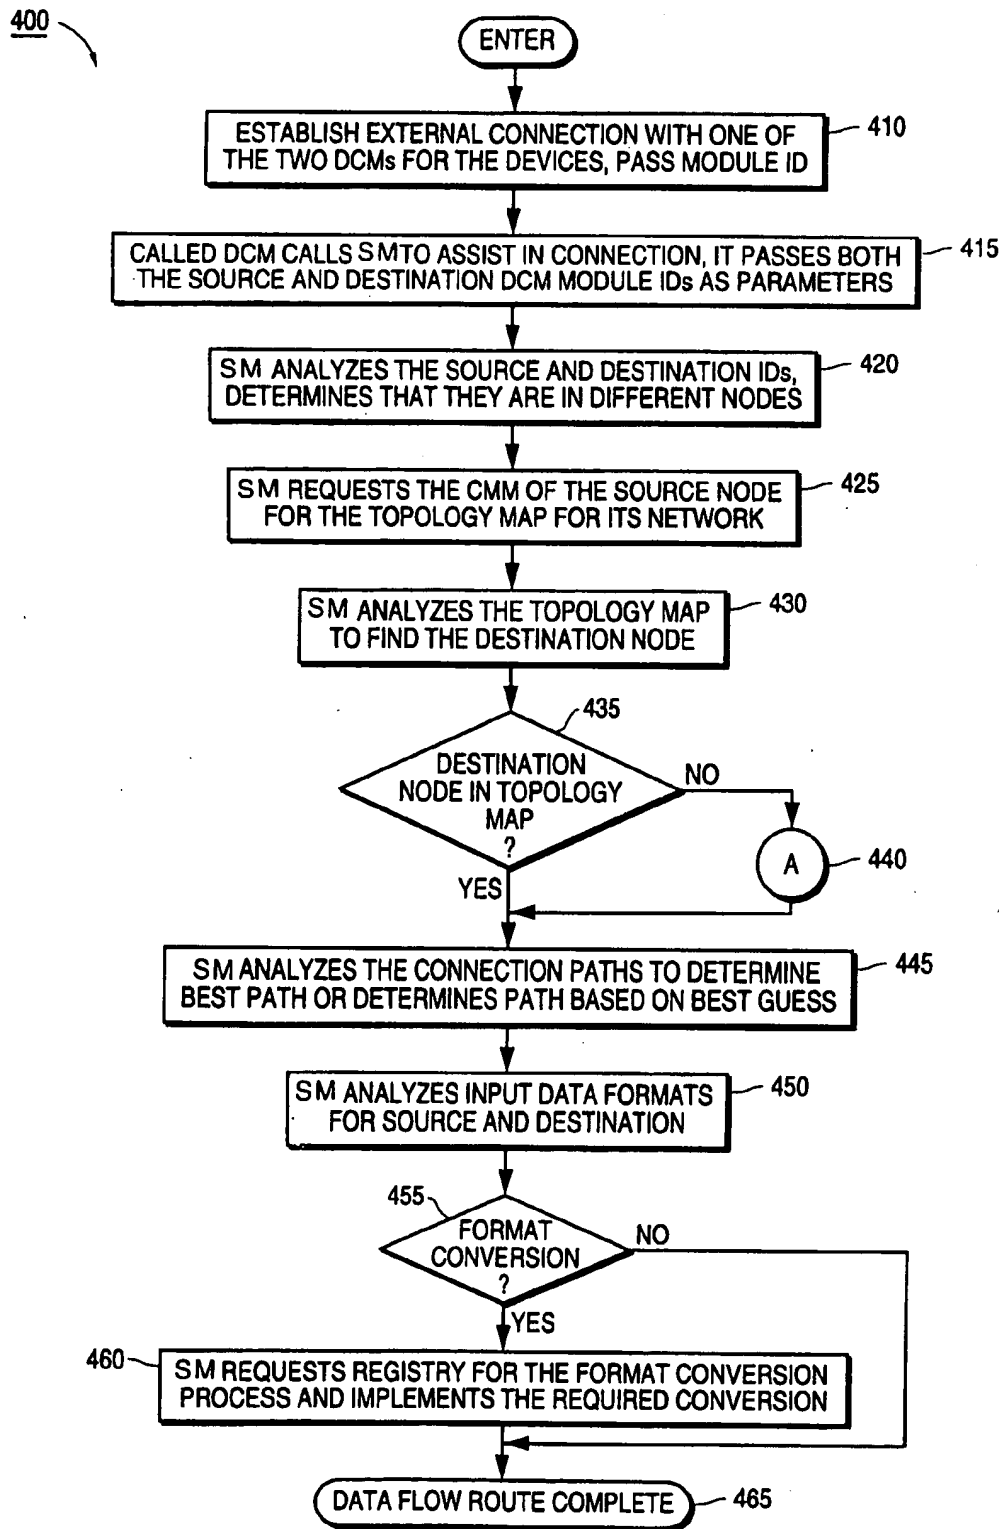 400
ENTER
ESTABLISH EXTERNAL CONNECTION WITH ONE OF
THE TWO DCMs FOR THE DEVICES, PASS MODULE ID
410
CALLED DCM CALLS SM TO ASSIST IN CONNECTION, IT PASSES BOTH
THE SOURCE AND DESTINATION DCM MODULE IDs AS PARAMETERS
415
SM ANALYZES THE SOURCE AND DESTINATION IDs,
DETERMINES THAT THEY ARE IN DIFFERENT NODES
420
SM REQUESTS THE CMM OF THE SOURCE NODE
FOR THE TOPOLOGY MAP FOR ITS NETWORK
425
SM ANALYZES THE TOPOLOGY MAP
TO FIND THE DESTINATION NODE
430
435
DESTINATION
NODE IN TOPOLOGY
MAP
?
NO
A
440
YES
SM ANALYZES THE CONNECTION PATHS TO DETERMINE
BEST PATH OR DETERMINES PATH BASED ON BEST GUESS
445
SM ANALYZES INPUT DATA FORMATS
FOR SOURCE AND DESTINATION
450
455
FORMAT
CONVERSION
?
NO
YES
460
SM REQUESTS REGISTRY FOR THE FORMAT CONVERSION
PROCESS AND IMPLEMENTS THE REQUIRED CONVERSION
DATA FLOW ROUTE COMPLETE
465